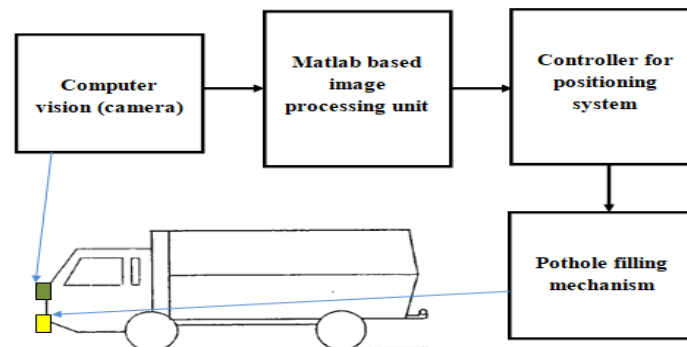 Computer
vision (camera)
Matlab based
image
processing unit
Controller for
positioning
system
Pothole filling
mechanism